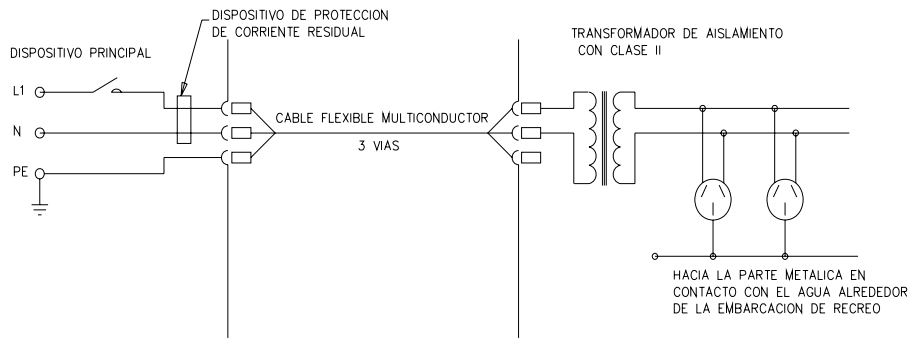 DISPOSITIVO DE PROTECCION
DE CORRIENTE RESIDUAL
DISPOSITIVO PRINCIPAL
L1
N
PE
CABLE FLEXIBLE MULTICONDUCTOR
3 VIAS
TRANSFORMADOR DE AISLAMIENTO
CON CLASE II
HACIA LA PARTE METALICA EN
CONTACTO CON EL AGUA ALREDEDOR
DE LA EMBARCACION DE RECREO